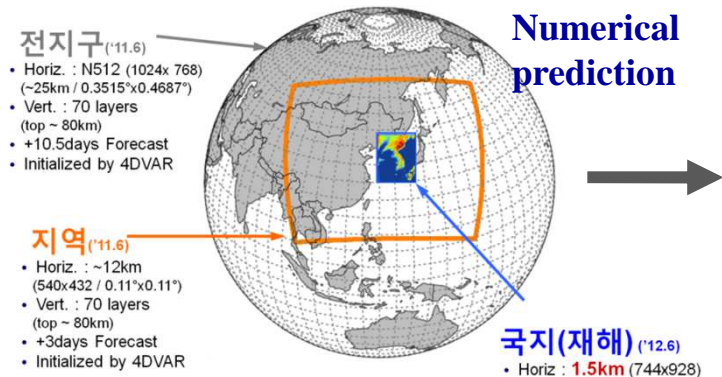 Numerical
prediction
전지구('11.6)
• Horiz. : N512 (1024x 768)
(~25km / 0.3515°x0.4687°)
• Vert. : 70 layers
(top ~ 80km)
• +10.5days Forecast
• Initialized by 4DVAR
지역('11.6)
• Horiz. : ~12km
(540x432 / 0.11°x0.11°)
• Vert. : 70 layers
(top ~ 80km)
• +3days Forecast
• Initialized by 4DVAR
국지(재해) ('12.6)
• Horiz : 1.5km (744x928)